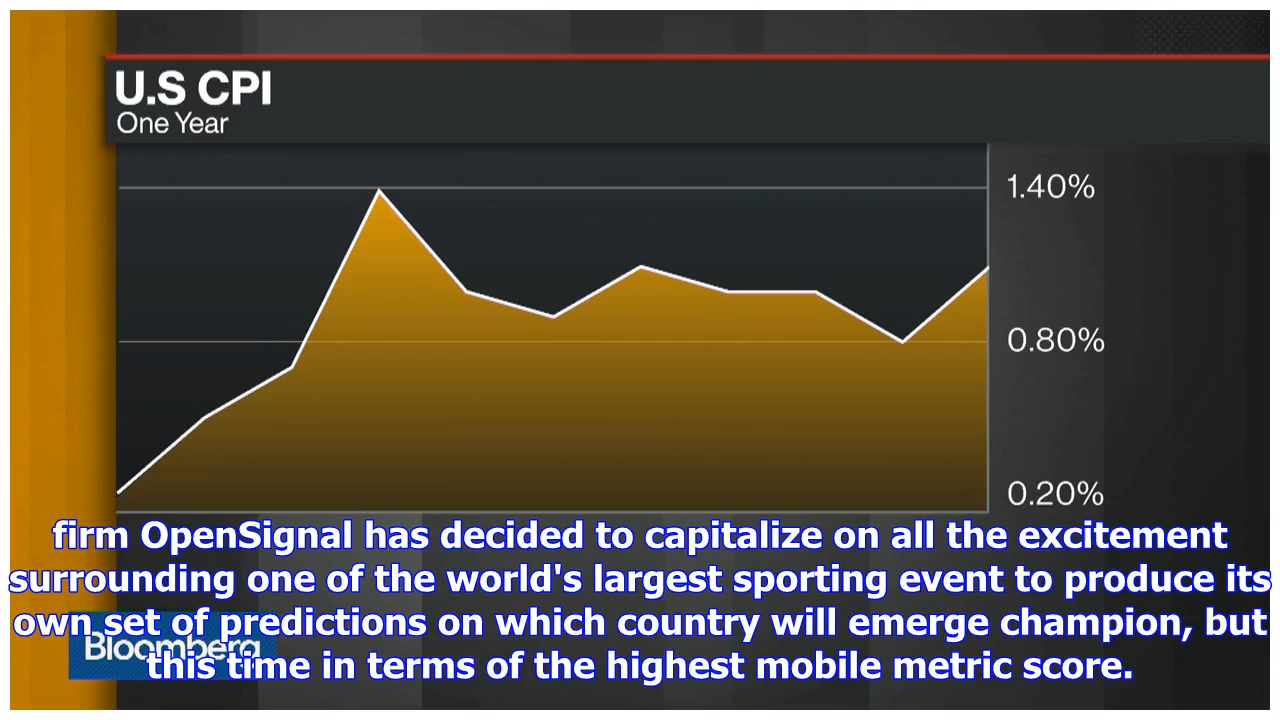 U.S CPI
One Year
1.40%
0.80%
0.20%
firm OpenSignal has decided to capitalize on all the excitement
surrounding one of the world's largest sporting event to produce its
own set of predictions on which country will emerge champion, but
Bloomberg
this time in terms of the highest mobile metric score.